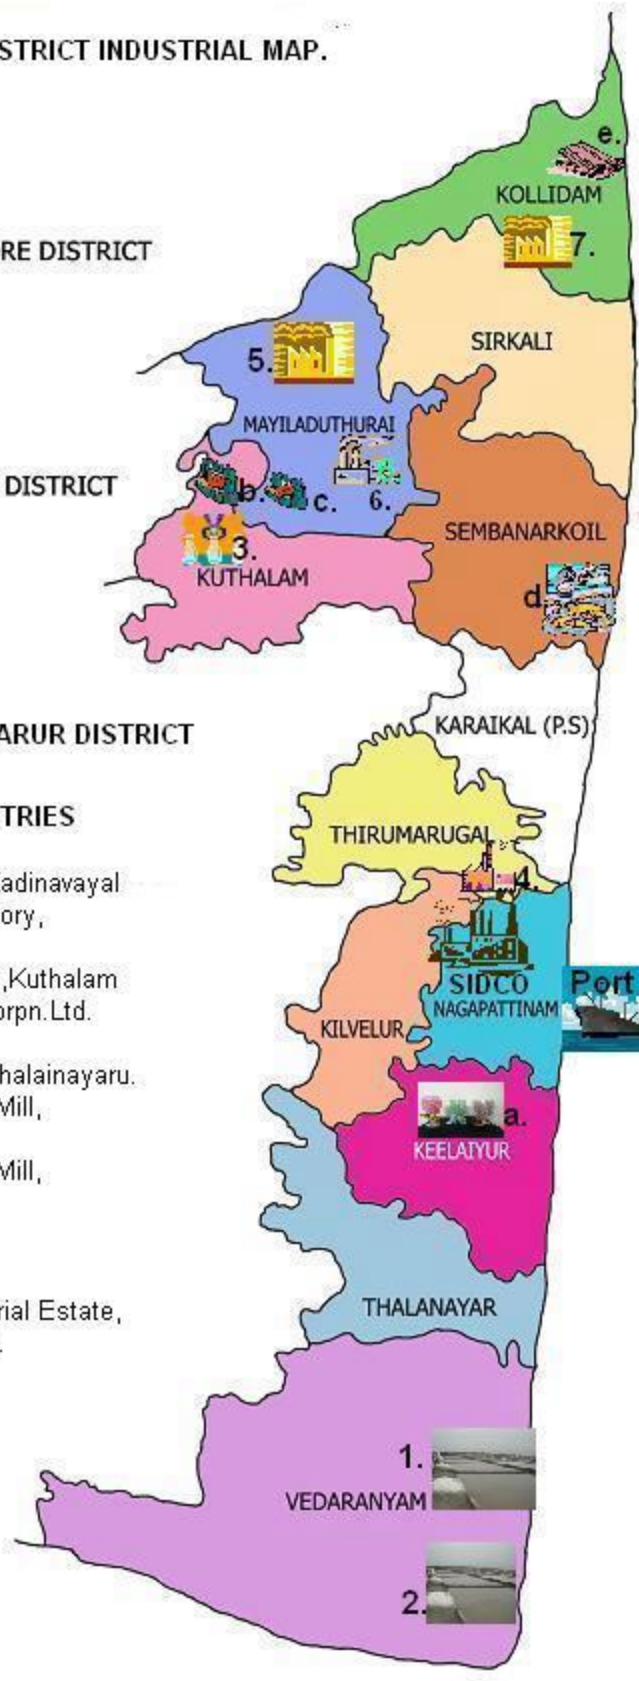 STRICT INDUSTRIAL MAP.
e.
KOLLIDAM
7.
RE DISTRICT
SIRKALI
5.
MAYILADUTHURAI
DISTRICT
b.
c.
6.
SEMBANARKOIL
3.
KUTHALAM
d.
KARAIKAL (P.S)
ARUR DISTRICT
TRIES
THIRUMARUGAL
adinavayal
4.
ory,
,Kuthalam
SIDCO
Port
NAGAPATTINAM
orpn.Ltd.
KILVELUR
halainayaru.
Mill,
a.
KEELAIYUR
Mill,
THALANAYAR
rial Estate,
1.
VEDARANYAM
2.